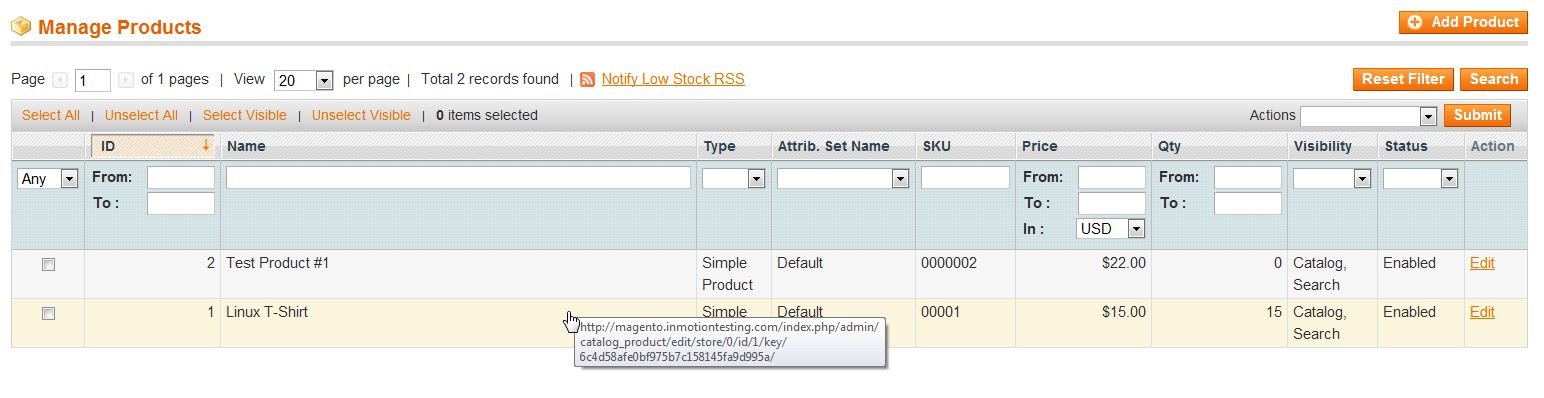 Manage Products
Add Product
Page 1 of 1 pages | View 20 per page | Total 2 records found | Notify Low Stock RSS
Reset Filter Search
Select All | Unselect All | Select Visible | Unselect Visible | 0 items selected
Actions Submit
ID Name Type Attrib. Set Name SKU Price Qty Visibility Status Action
Any From: From: From:
To : To : To :
In : USD
2 Test Product #1 Simple Default 0000002 $22.00 0 Catalog, Enabled Edit
Product Search
1 Linux T-Shirt Simple Default 00001 $15.00 15 Catalog, Enabled Edit
Search
http://magento.inmotiontesting.com/index.php/admin/
catalog_product/edit/store/0/id/1/key/
6c4d58afe0bf975b7c158145fa9d995a/